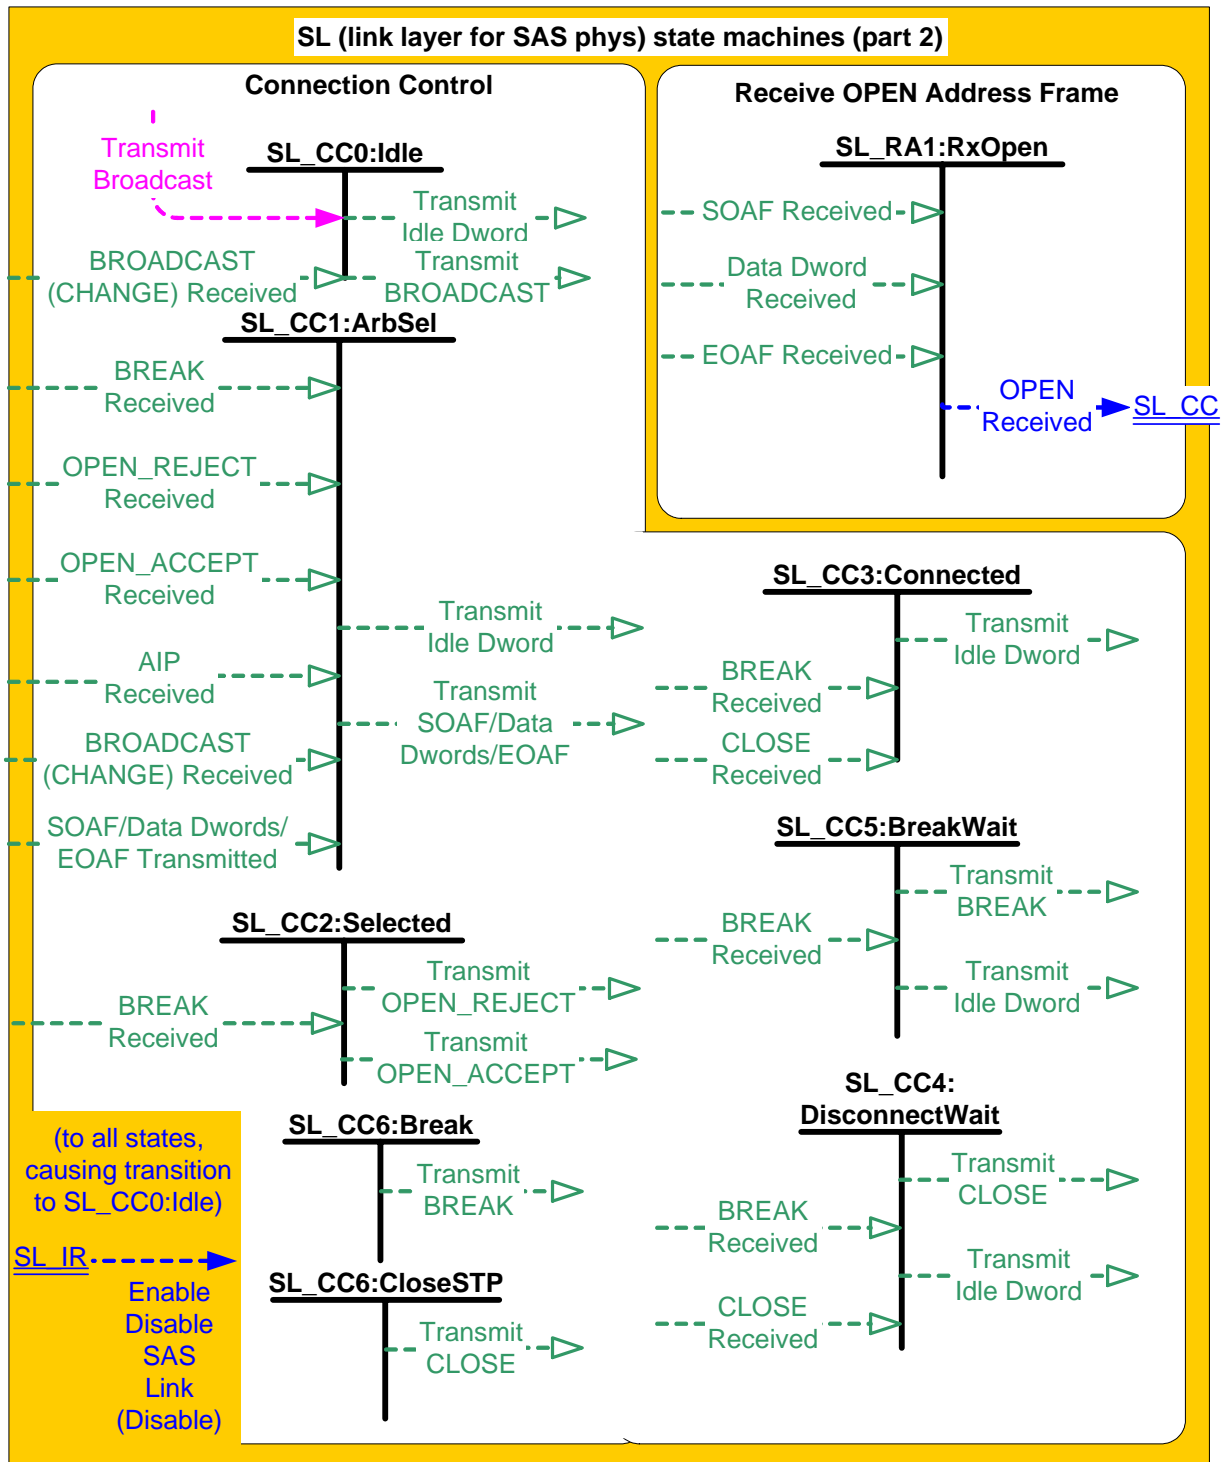 SL (link layer for SAS phys) state machines (part 2)
Connection Control
Transmit
Broadcast
SL_CC0:Idle
Transmit
Idle Dword
BROADCAST
(CHANGE) Received
Transmit
BROADCAST
SL_CC1:ArbSel
BREAK
Received
OPEN_REJECT
Received
OPEN_ACCEPT
Received
Transmit
Idle Dword
AIP
Received
Transmit
SOAF/Data
Dwords/EOAF
BROADCAST
(CHANGE) Received
SOAF/Data Dwords/
EOAF Transmitted
SL_CC2:Selected
Transmit
OPEN_REJECT
BREAK
Received
Transmit
OPEN_ACCEPT
(to all states,
causing transition
to SL_CC0:Idle)
SL_IR
Enable
Disable
SAS
Link
(Disable)
SL_CC6:Break
Transmit
BREAK
SL_CC6:CloseSTP
Transmit
CLOSE
Receive OPEN Address Frame
SL_RA1:RxOpen
SOAF Received
Data Dword
Received
EOAF Received
OPEN
Received
SL_CC
SL_CC3:Connected
Transmit
Idle Dword
BREAK
Received
CLOSE
Received
SL_CC5:BreakWait
Transmit
BREAK
BREAK
Received
Transmit
Idle Dword
SL_CC4:
DisconnectWait
Transmit
CLOSE
BREAK
Received
Transmit
Idle Dword
CLOSE
Received